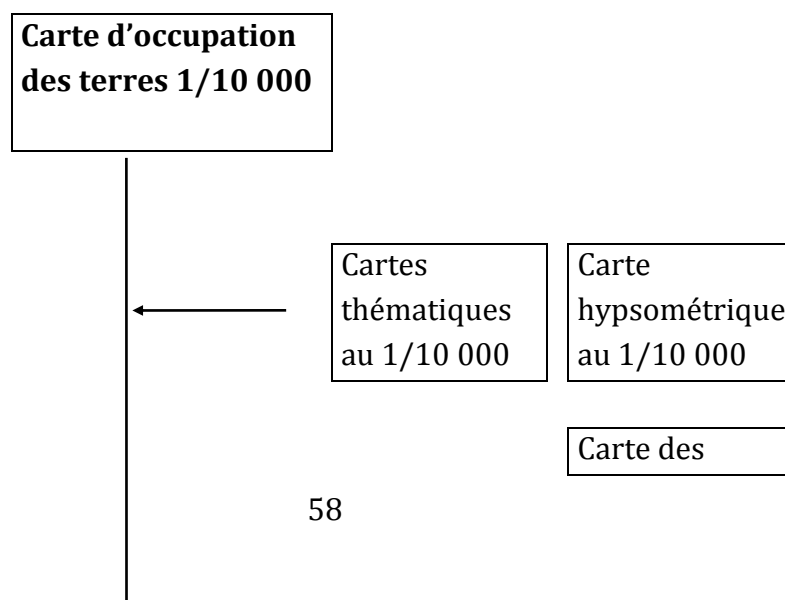 Carte d’occupation
des terres 1/10 000
Cartes
thématiques
au 1/10 000
Carte
hypsométrique
au 1/10 000
Carte des
58